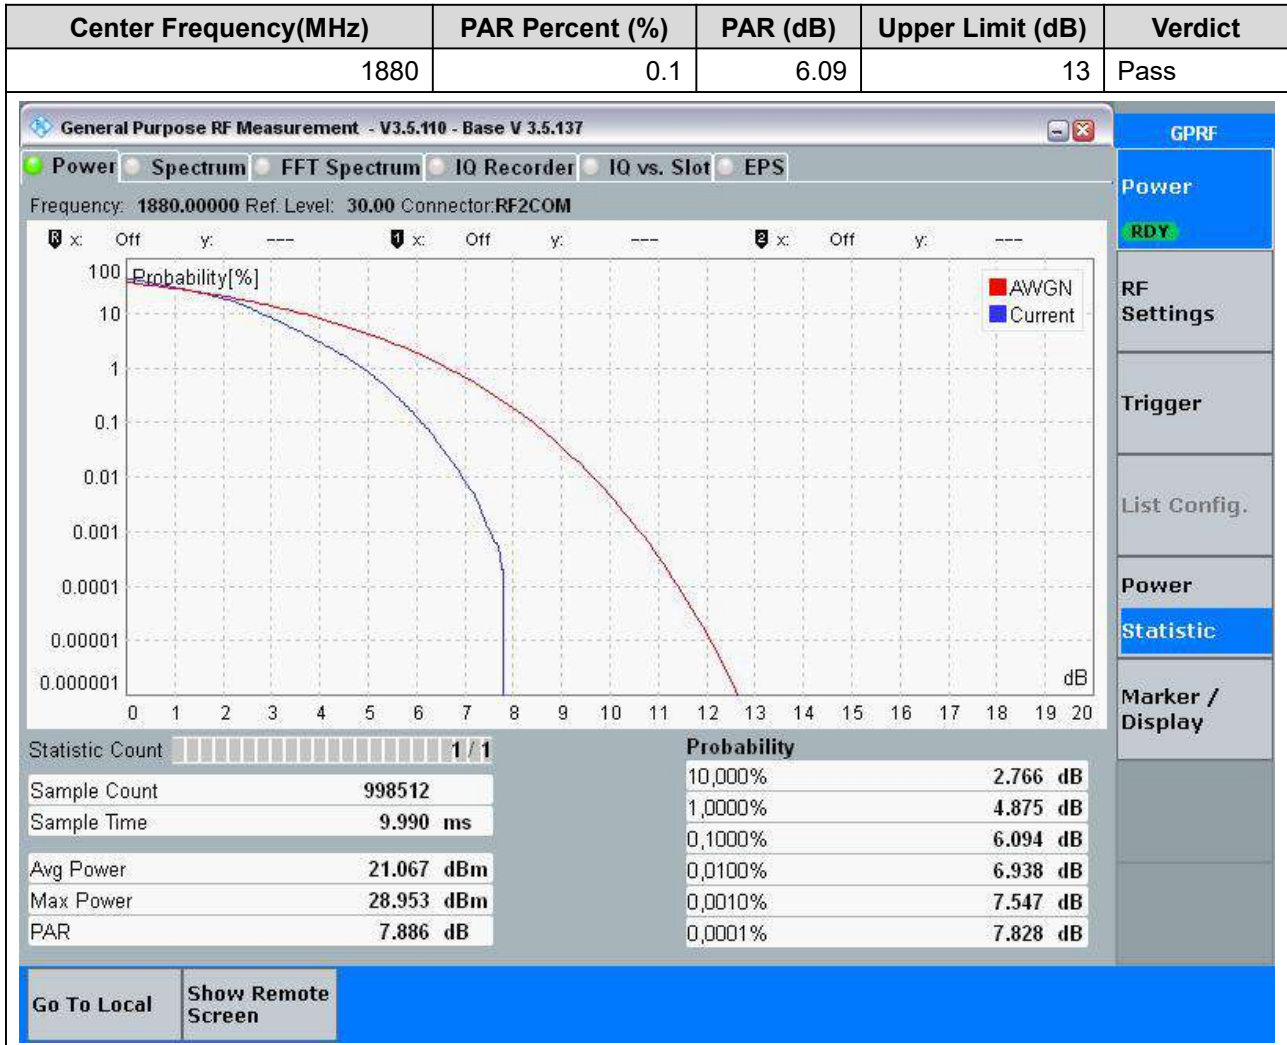 Center Frequency(MHz) PAR Percent (%) PAR (dB) Upper Limit (dB) Verdict
1880 0.1 6.09 13 Pass
General Purpose RF Measurement - V3.5.110 - Base V 3.5.137
GPRF
Power Spectrum FFT Spectrum IQ Recorder IQ vs. Slot EPS
Power
RDY
Frequency: 1880.00000 Ref. Level: 30.00 Connector:RF2COM
R x: Off y: --- 1 x: Off y: --- 2 x: Off y: ---
Probability[%]
AWGN
Current
100
10
1
0.1
0.01
0.001
0.0001
0.00001
0.000001
dB
0 1 2 3 4 5 6 7 8 9 10 11 12 13 14 15 16 17 18 19 20
RF
Settings
Trigger
List Config.
Power
Statistic
Marker /
Display
Statistic Count 1 / 1
Sample Count 998512
Sample Time 9.990 ms
Avg Power 21.067 dBm
Max Power 28.953 dBm
PAR 7.886 dB
Probability
10,000% 2.766 dB
1,0000% 4.875 dB
0,1000% 6.094 dB
0,0100% 6.938 dB
0,0010% 7.547 dB
0,0001% 7.828 dB
Go To Local
Show Remote
Screen